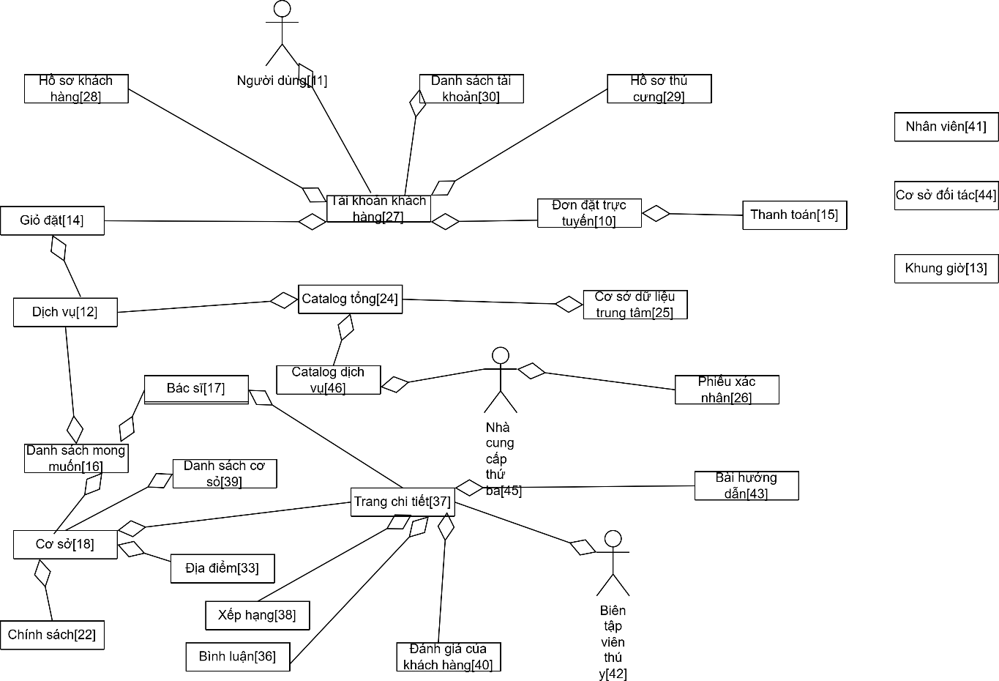 Người dùng[11]
Hồ sơ khách
hàng[28]
Danh sách tài
khoản[30]
Hồ sơ thú
cưng[29]
Nhân viên[41]
Cơ sở đối tác[44]
Khung giờ[13]
Tài khoản khách
hàng[27]
Giỏ đặt[14]
Đơn đặt trực
tuyến[10]
Thanh toán[15]
Dịch vụ[12]
Catalog tổng[24]
Cơ sở dữ liệu
trung tâm[25]
Catalog dịch
vụ[46]
Bác sĩ[17]
Phiếu xác
nhân[26]
Nhà
cung
cấp
thứ
ba[45]
Danh sách mong
muốn[16]
Danh sách cơ
sỏ[39]
Trang chi tiết[37]
Bài hướng
dẫn[43]
Cơ sở[18]
Địa điểm[33]
Xếp hạng[38]
Bình luận[36]
Chính sách[22]
Đánh giá của
khách hàng[40]
Biên
tập
viên
thú
y[42]